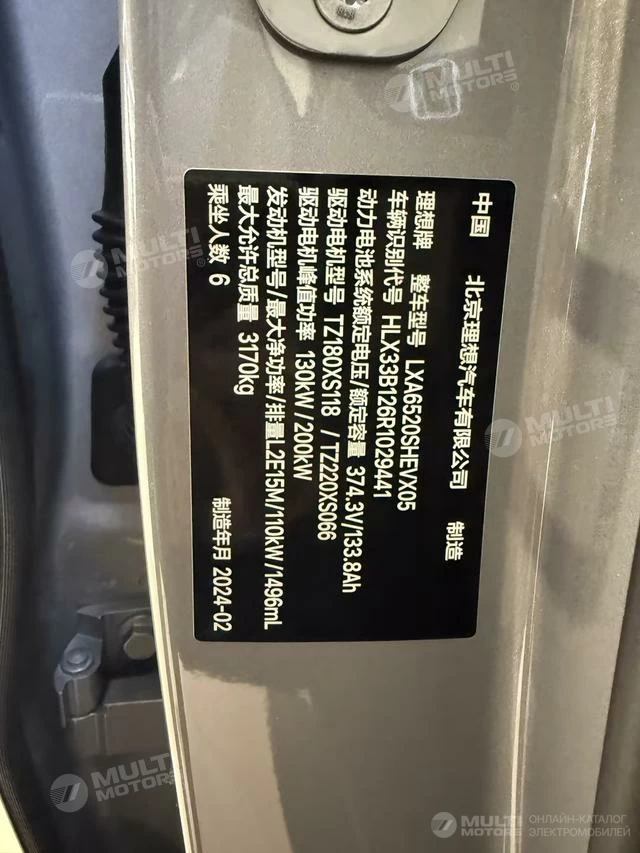 中国 北京理想汽车有限公司 制造
理想牌 整车型号 LXA6520SHEVX05
车辆识别代号 HLX33B126R1029441
动力电池系统额定电压/额定容量 374.3V/133.8Ah
驱动电机型号 TZ180XS118 /TZ220XS066
驱动电机峰值功率 130kW/200kW
发动机型号/最大净功率/排量L2E15M/110kW/1496mL
最大允许总质量 3170kg
乘坐人数 6 制造年月 2024-02
MULTI MOTORS®
MULTI MOTORS®
MULTI MOTORS®
MULTI MOTORS®
MULTI MOTORS®
MULTI MOTORS
ОНЛАЙН-КАТАЛОГ
ЭЛЕКТРОМОБИЛЕЙ